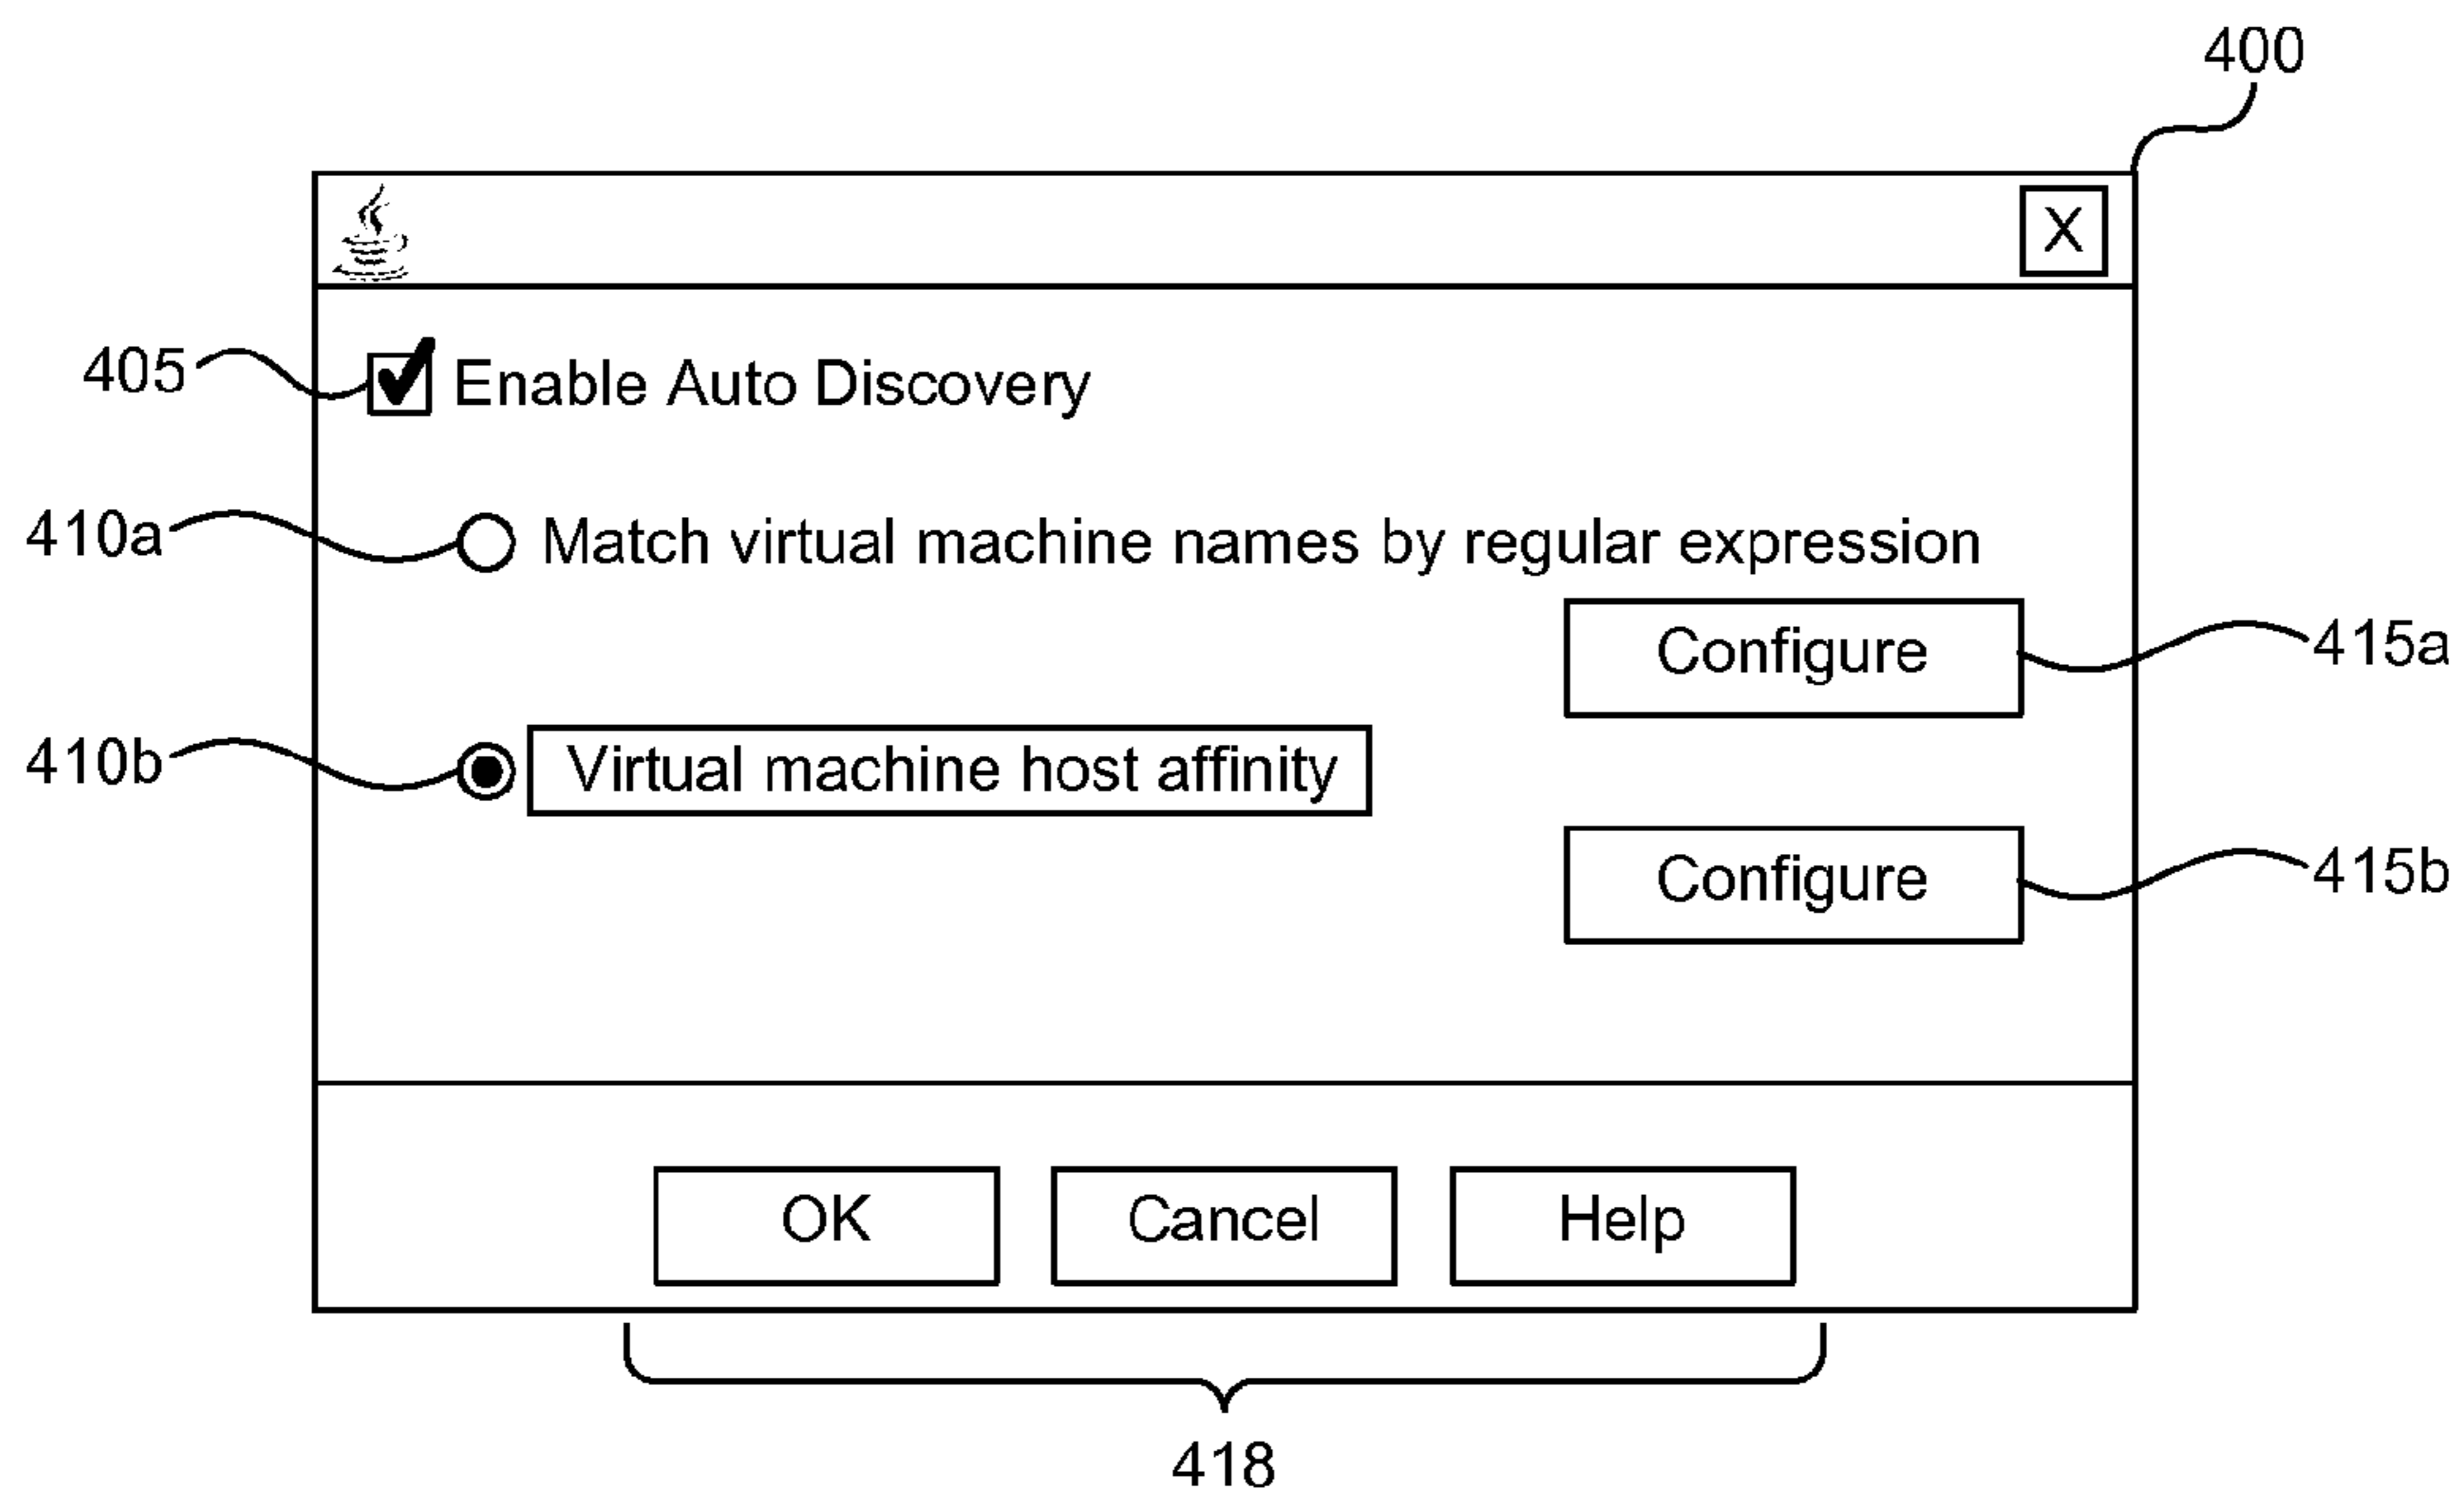 400
X
405 Enable Auto Discovery
410a Match virtual machine names by regular expression
Configure 415a
410b Virtual machine host affinity
Configure 415b
OK Cancel Help
418